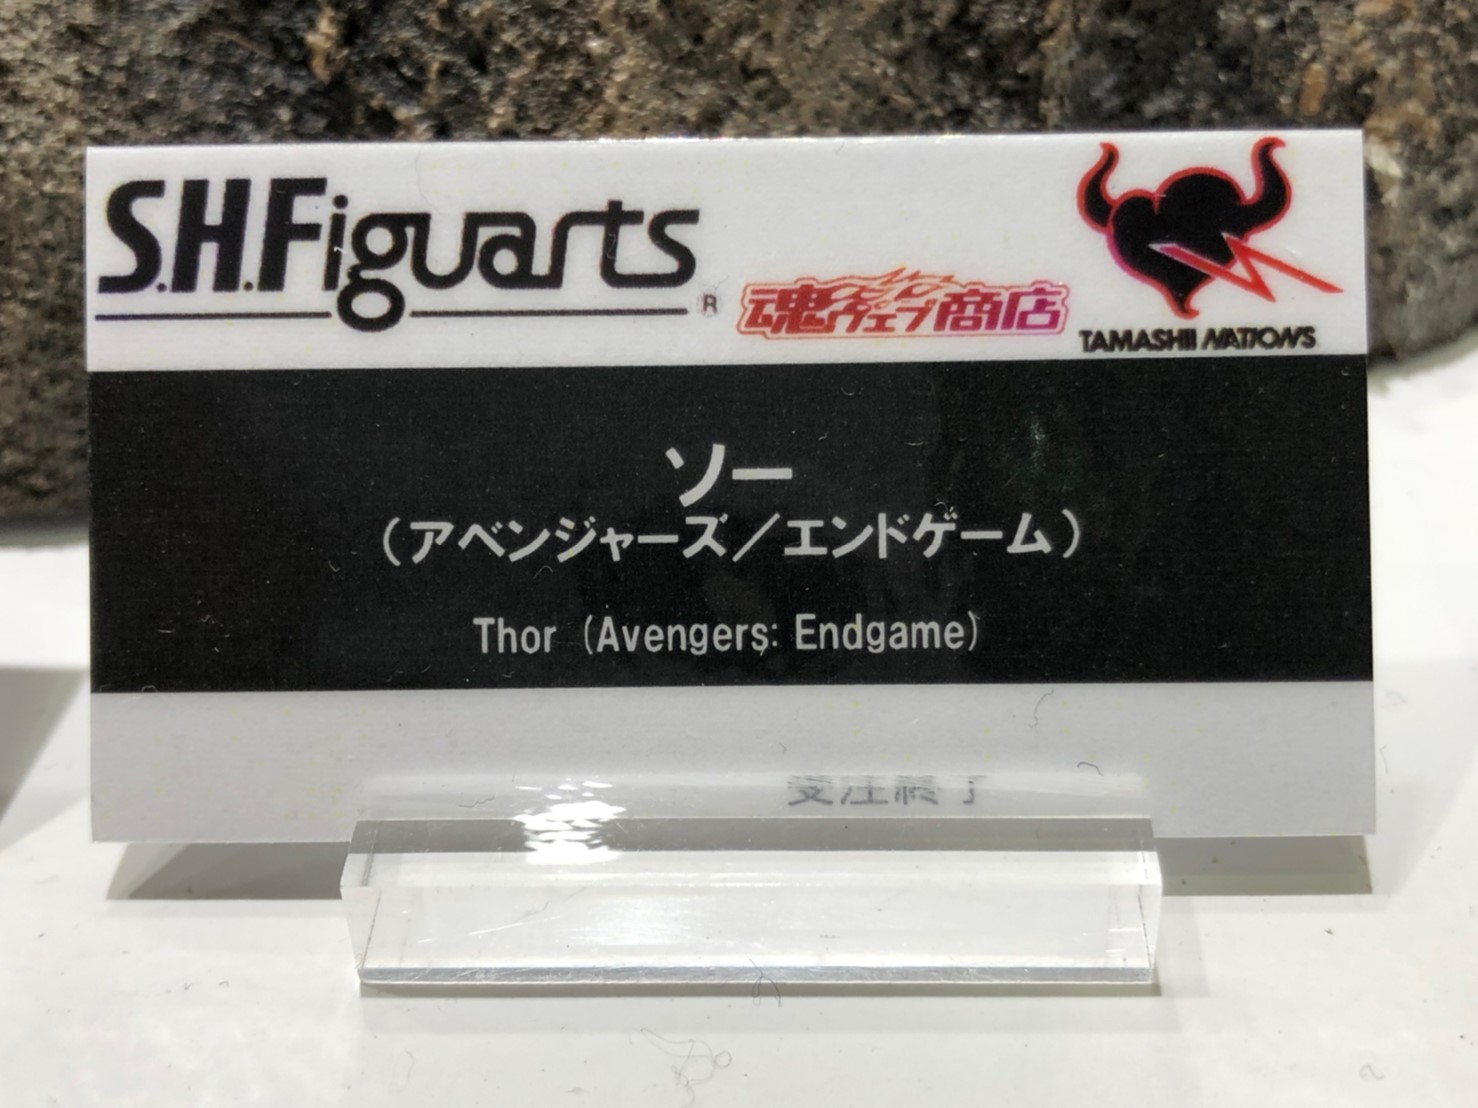 S.H.Figuarts
®
魂ウェブ商店
TAMASHII NATIONS
ソー
（アベンジャーズ／エンドゲーム）
Thor（Avengers: Endgame）
受注終了